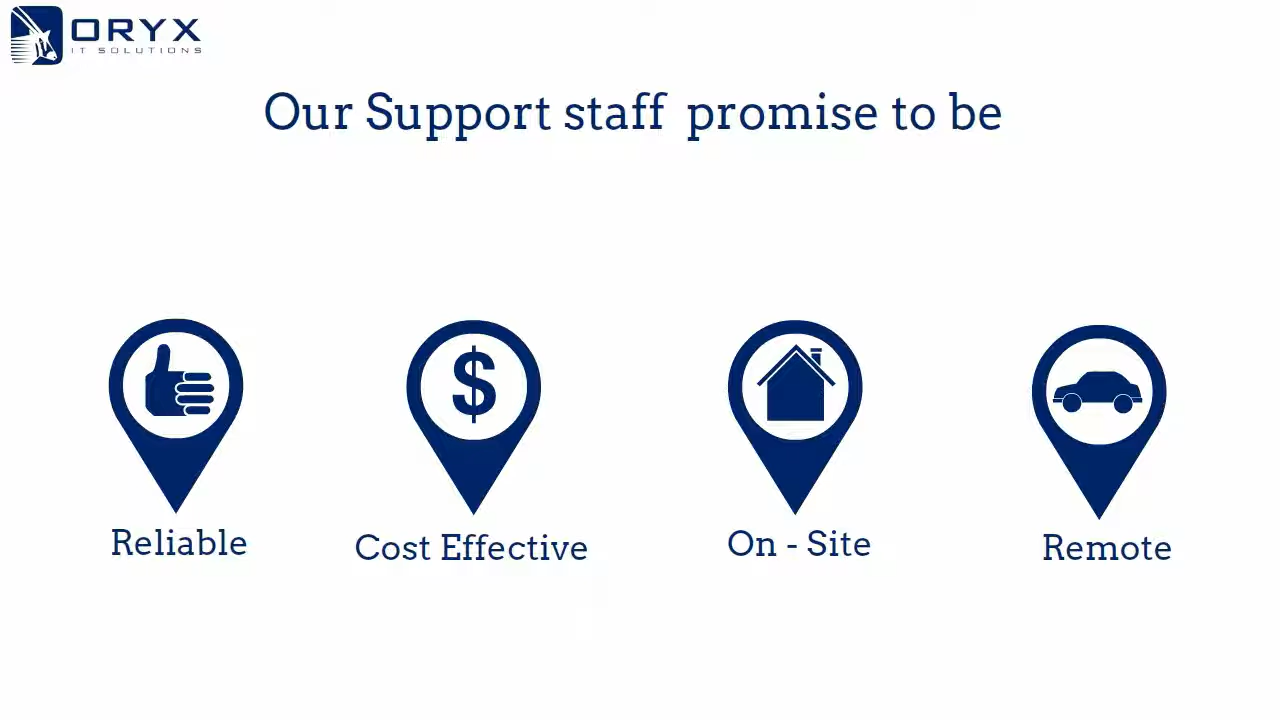 ORYX
IT SOLUTIONS
Our Support staff promise to be
$
Reliable
Cost Effective
On - Site
Remote